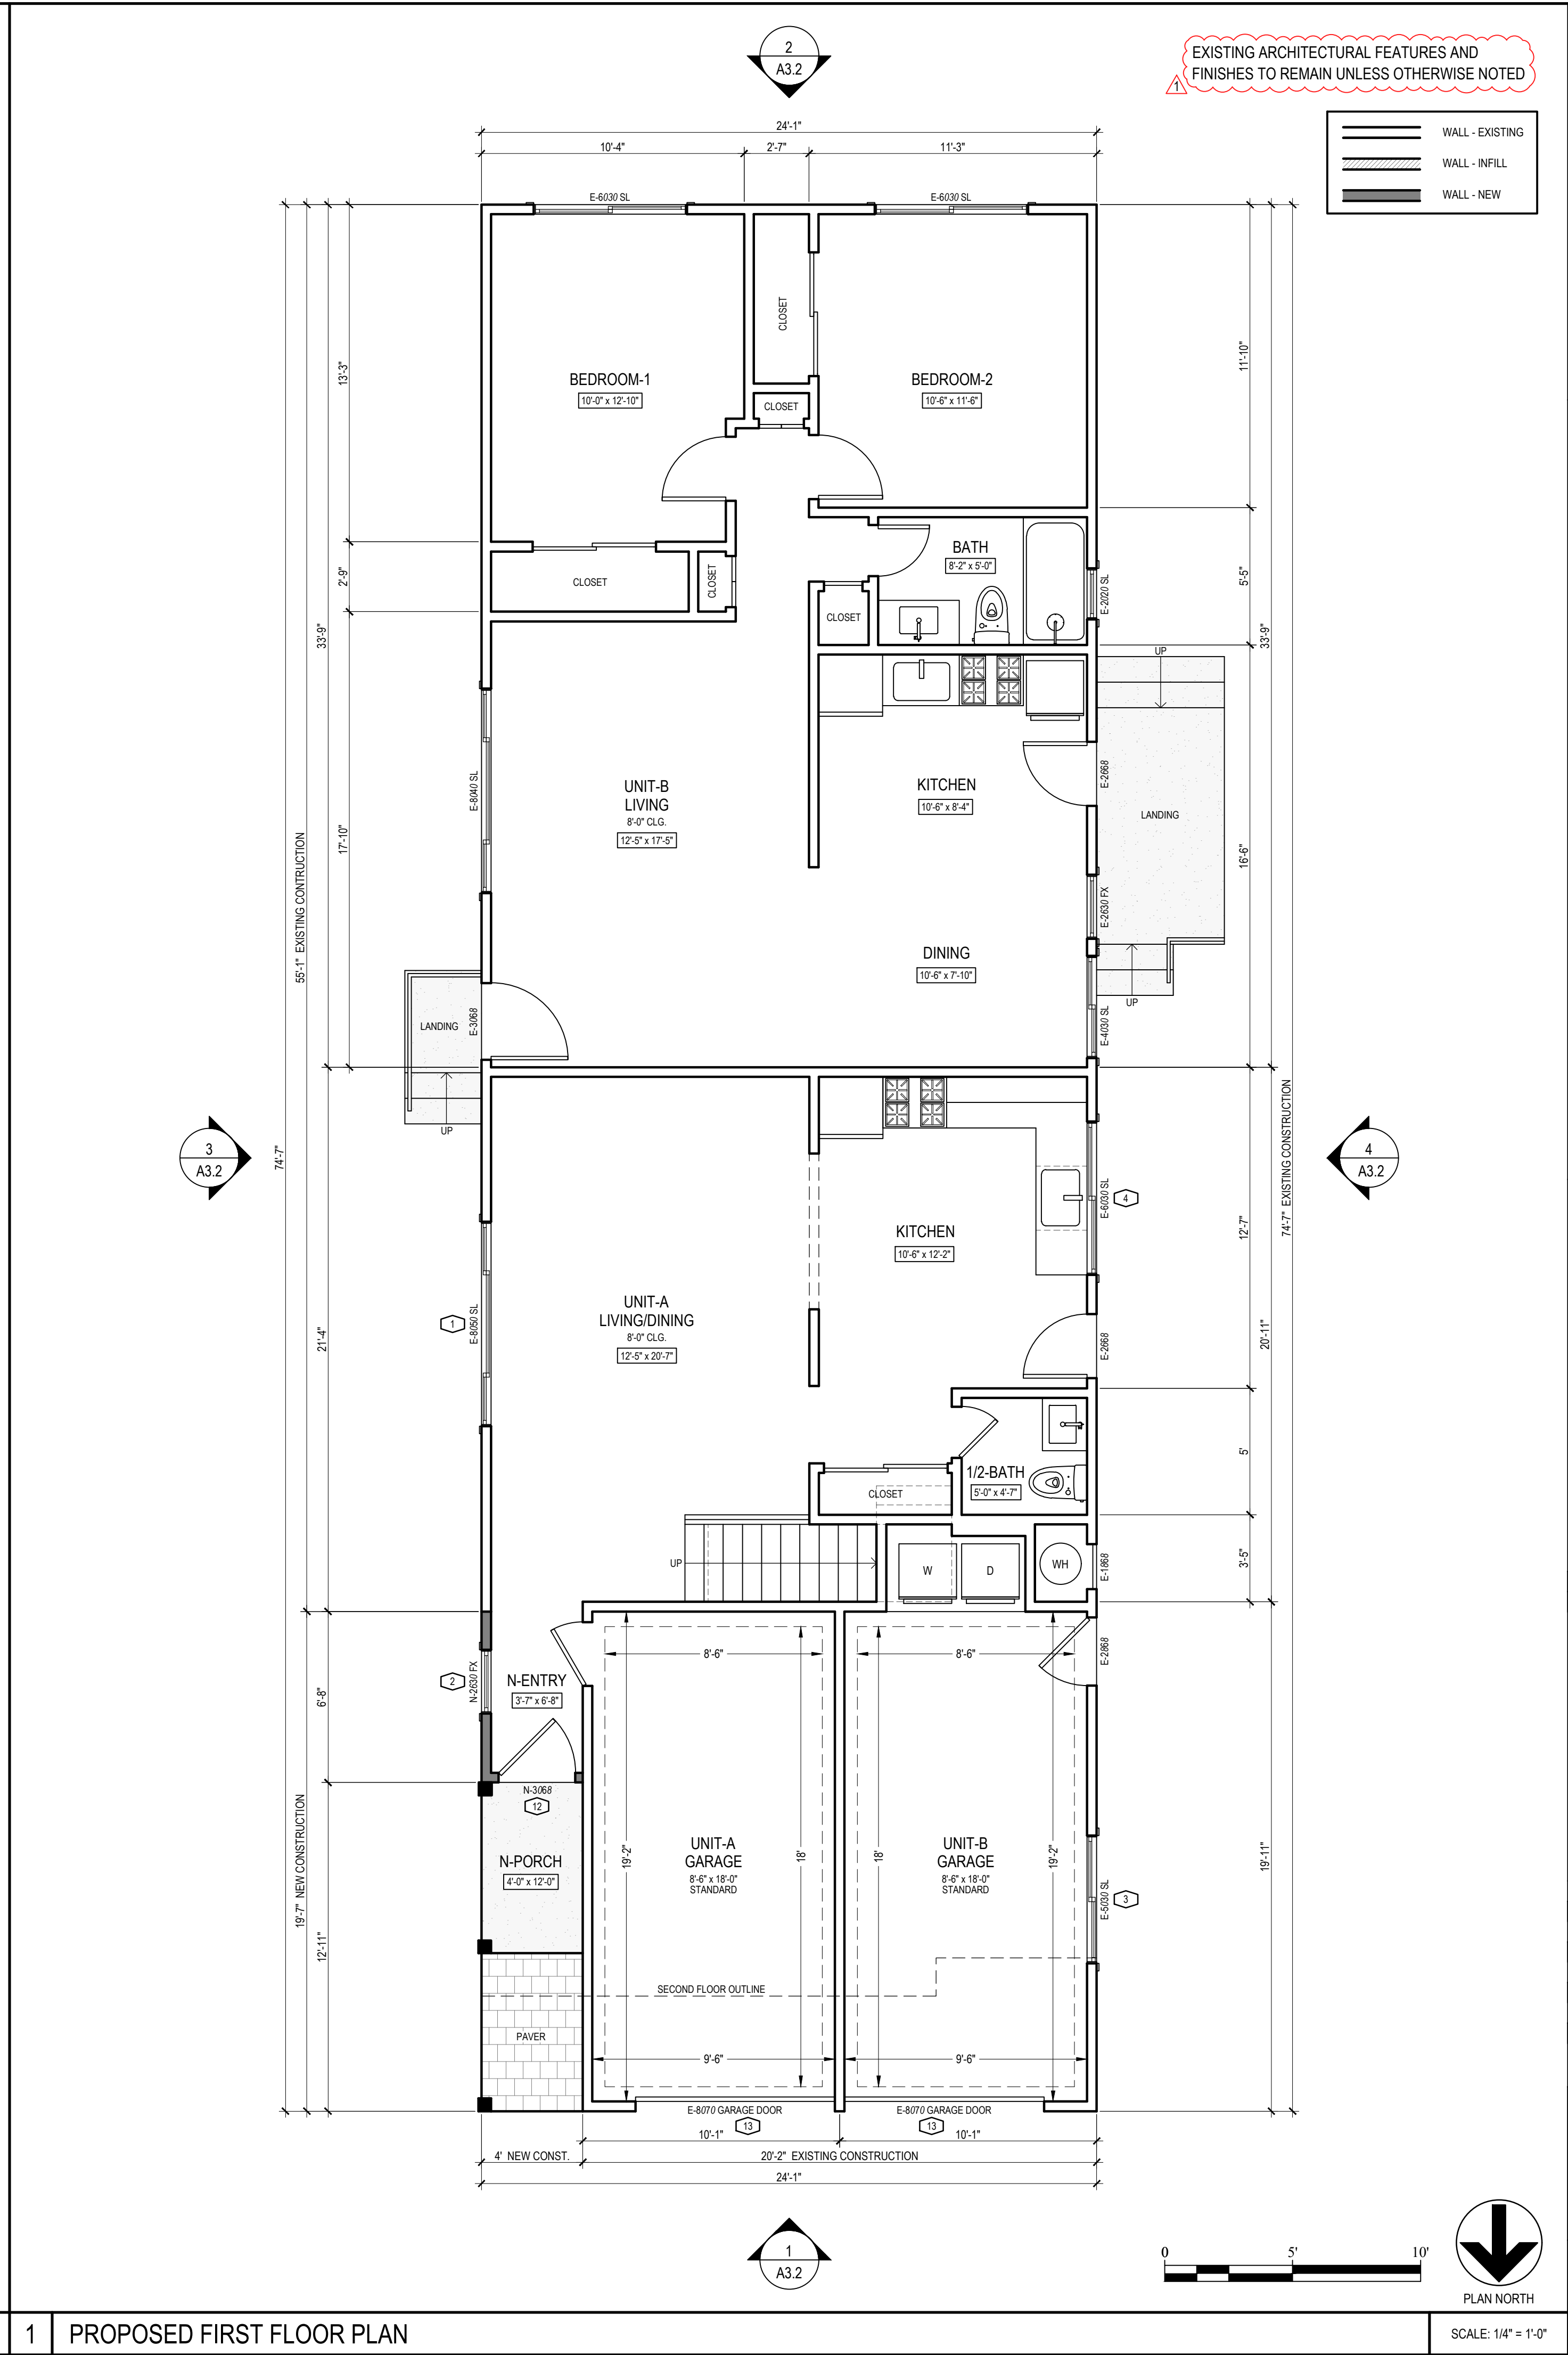 2
A3.2
EXISTING ARCHITECTURAL FEATURES AND
FINISHES TO REMAIN UNLESS OTHERWISE NOTED
1
WALL - EXISTING
WALL - INFILL
WALL - NEW
24'-1"
10'-4"
2'-7"
11'-3"
E-6030 SL
E-6030 SL
CLOSET
13'-3"
11'-10"
BEDROOM-1
10'-0" x 12'-10"
BEDROOM-2
10'-6" x 11'-6"
CLOSET
BATH
8'-2" x 5'-0"
2'-9"
CLOSET
CLOSET
CLOSET
E-2020 SL
5'-5"
33'-9"
33'-9"
UP
E-8040 SL
UNIT-B
LIVING
8'-0" CLG.
12'-5" x 17'-5"
KITCHEN
10'-6" x 8'-4"
E-2668
LANDING
17'-10"
16'-6"
55'-1" EXISTING CONTRUCTION
E-2630 FX
DINING
10'-6" x 7'-10"
UP
LANDING
E-3068
E-4030 SL
UP
3
A3.2
74'-7"
74'-7" EXISTING CONSTRUCTION
4
A3.2
E-6030 SL
4
KITCHEN
10'-6" x 12'-2"
12'-7"
1
E-8050 SL
UNIT-A
LIVING/DINING
8'-0" CLG.
12'-5" x 20'-7"
E-2668
21'-4"
20'-11"
5'
1/2-BATH
5'-0" x 4'-7"
CLOSET
UP
W
D
WH
E-1868
3'-5"
8'-6"
8'-6"
E-2868
2
N-2630 FX
N-ENTRY
3'-7" x 6'-8"
6'-8"
N-3068
12
19'-7" NEW CONSTRUCTION
N-PORCH
4'-0" x 12'-0"
19'-2"
UNIT-A
GARAGE
8'-6" x 18'-0"
STANDARD
18'
18'
UNIT-B
GARAGE
8'-6" x 18'-0"
STANDARD
19'-2"
E-5030 SL
3
19'-11"
12'-11"
SECOND FLOOR OUTLINE
PAVER
9'-6"
9'-6"
E-8070 GARAGE DOOR
13
E-8070 GARAGE DOOR
13
10'-1"
10'-1"
4' NEW CONST.
20'-2" EXISTING CONSTRUCTION
24'-1"
1
A3.2
0
5'
10'
PLAN NORTH
1
PROPOSED FIRST FLOOR PLAN
SCALE: 1/4" = 1'-0"